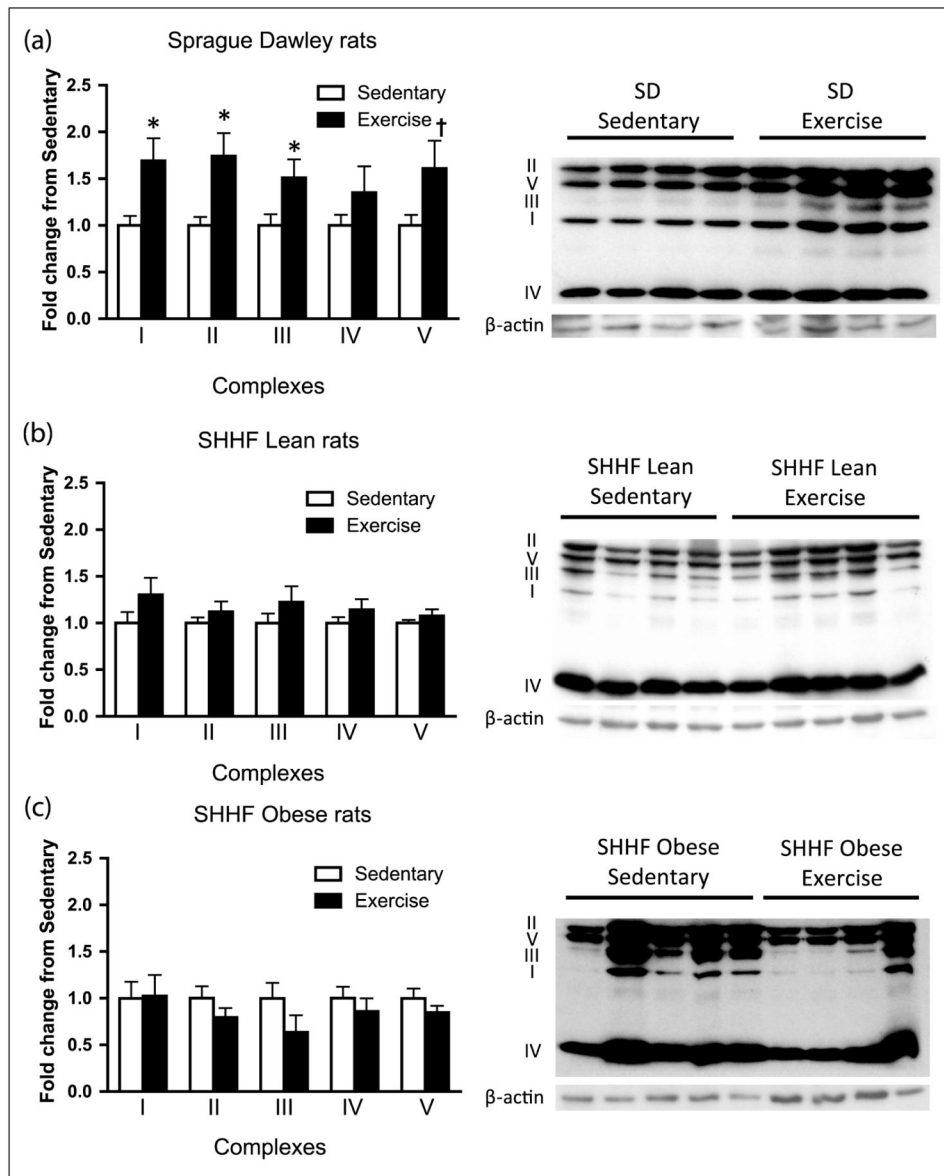 (a)
Sprague Dawley rats
Fold change from Sedentary
2.5
2.0
1.5
1.0
0.5
0.0
Sedentary
Exercise
* * * †
I II III IV V
Complexes
SD
Sedentary
SD
Exercise
II
V
III
I
IV
β-actin
(b)
SHHF Lean rats
Fold change from Sedentary
2.5
2.0
1.5
1.0
0.5
0.0
Sedentary
Exercise
I II III IV V
Complexes
SHHF Lean
Sedentary
SHHF Lean
Exercise
II
V
III
I
IV
β-actin
(c)
SHHF Obese rats
Fold change from Sedentary
2.5
2.0
1.5
1.0
0.5
0.0
Sedentary
Exercise
I II III IV V
Complexes
SHHF Obese
Sedentary
SHHF Obese
Exercise
II
V
III
I
IV
β-actin